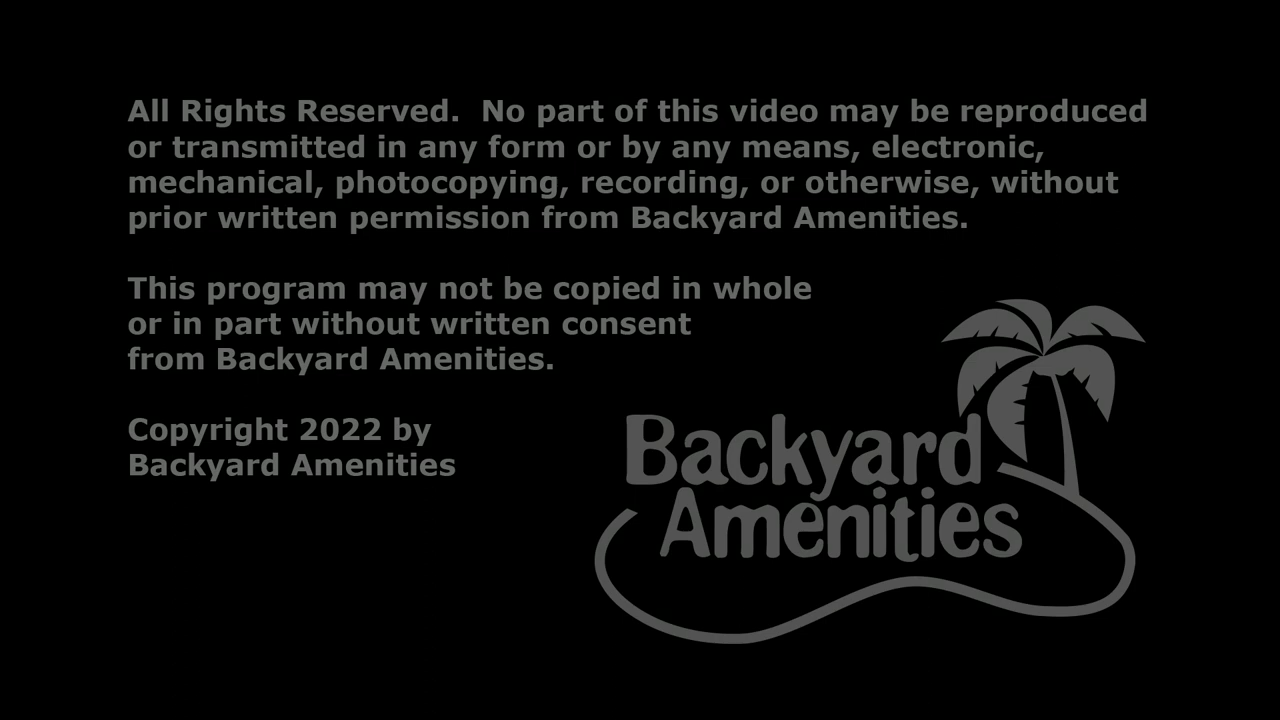 All Rights Reserved.  No part of this video may be reproduced
or transmitted in any form or by any means, electronic,
mechanical, photocopying, recording, or otherwise, without
prior written permission from Backyard Amenities.
This program may not be copied in whole
or in part without written consent
from Backyard Amenities.
Copyright 2022 by
Backyard Amenities
Backyard
Amenities